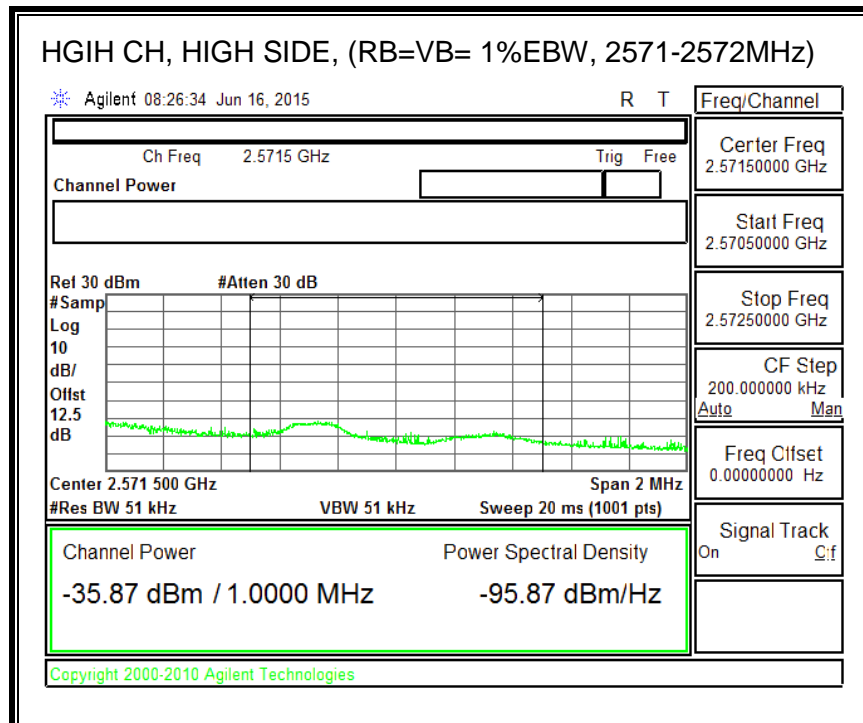 HGIH CH, HIGH SIDE, (RB=VB= 1%EBW, 2571-2572MHz)
Agilent 08:26:34 Jun 16, 2015 R T
Freq/Channel
Ch Freq 2.5715 GHz Trig Free
Channel Power
Center Freq
2.57150000 GHz
Start Freq
2.57050000 GHz
Stop Freq
2.57250000 GHz
CF Step
200.000000 kHz
Auto Man
Freq Offset
0.00000000 Hz
Signal Track
On Off
Ref 30 dBm #Atten 30 dB
#Samp
Log
10
dB/
Offst
12.5
dB
Center 2.571 500 GHz Span 2 MHz
#Res BW 51 kHz VBW 51 kHz Sweep 20 ms (1001 pts)
Channel Power Power Spectral Density
-35.87 dBm / 1.0000 MHz -95.87 dBm/Hz
Copyright 2000-2010 Agilent Technologies